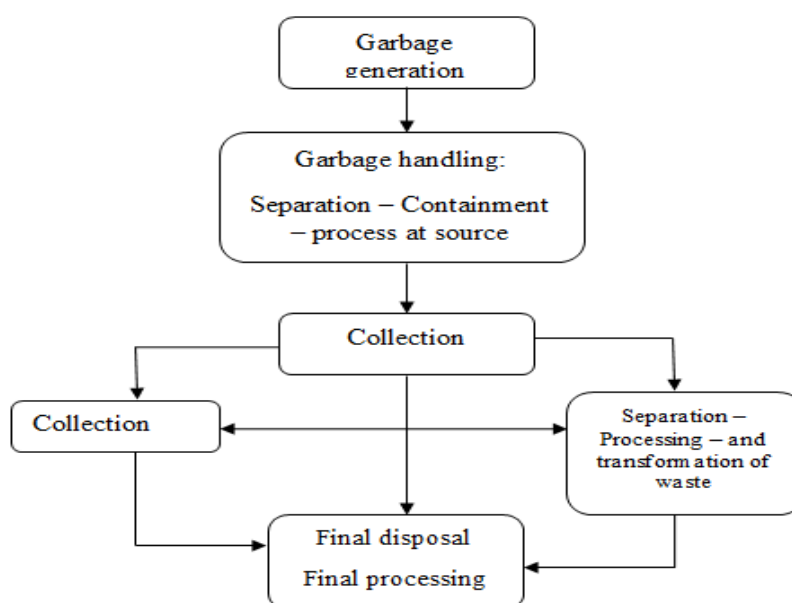 Garbage
generation
Garbage handling:
Separation – Containment
– process at source
Collection
Collection
Separation –
Processing – and
transformation of
waste
Final disposal
Final processing